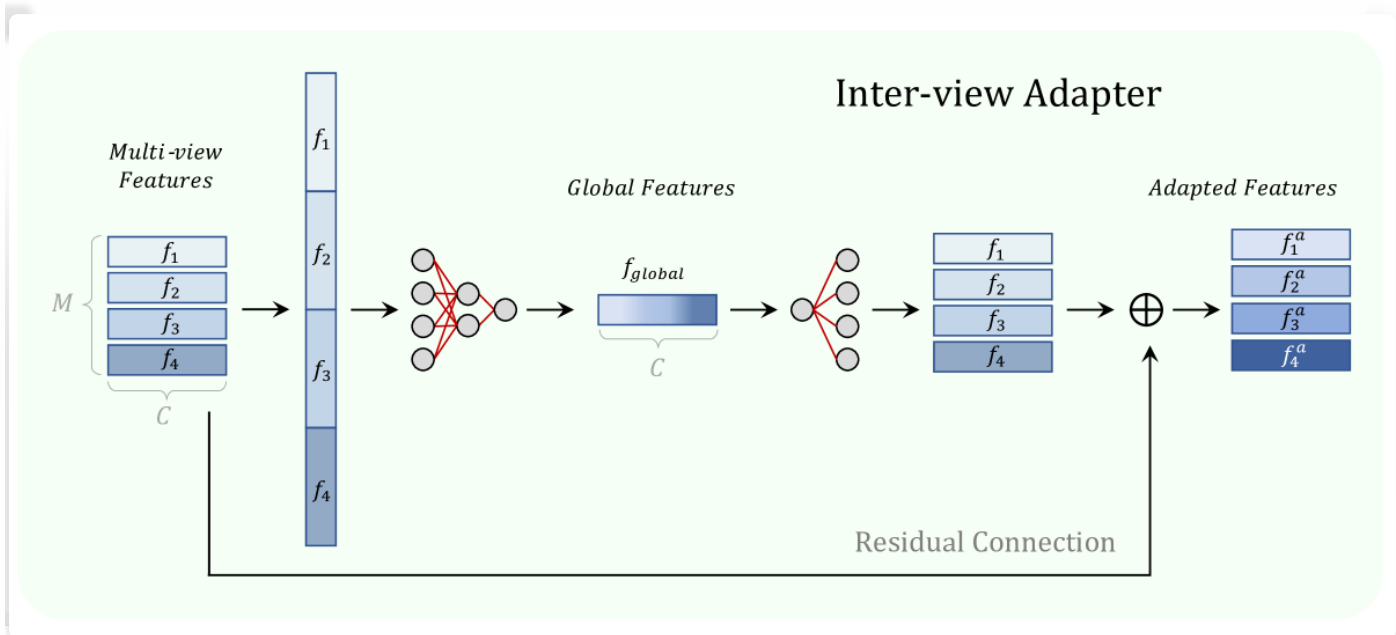 Inter-view Adapter
Multi-view
Features
f₁
f₂
f₃
f₄
M
C
f₁
f₂
f₃
f₄
Global Features
f_global
C
f₁
f₂
f₃
f₄
Adapted Features
f₁ᵃ
f₂ᵃ
f₃ᵃ
f₄ᵃ
Residual Connection